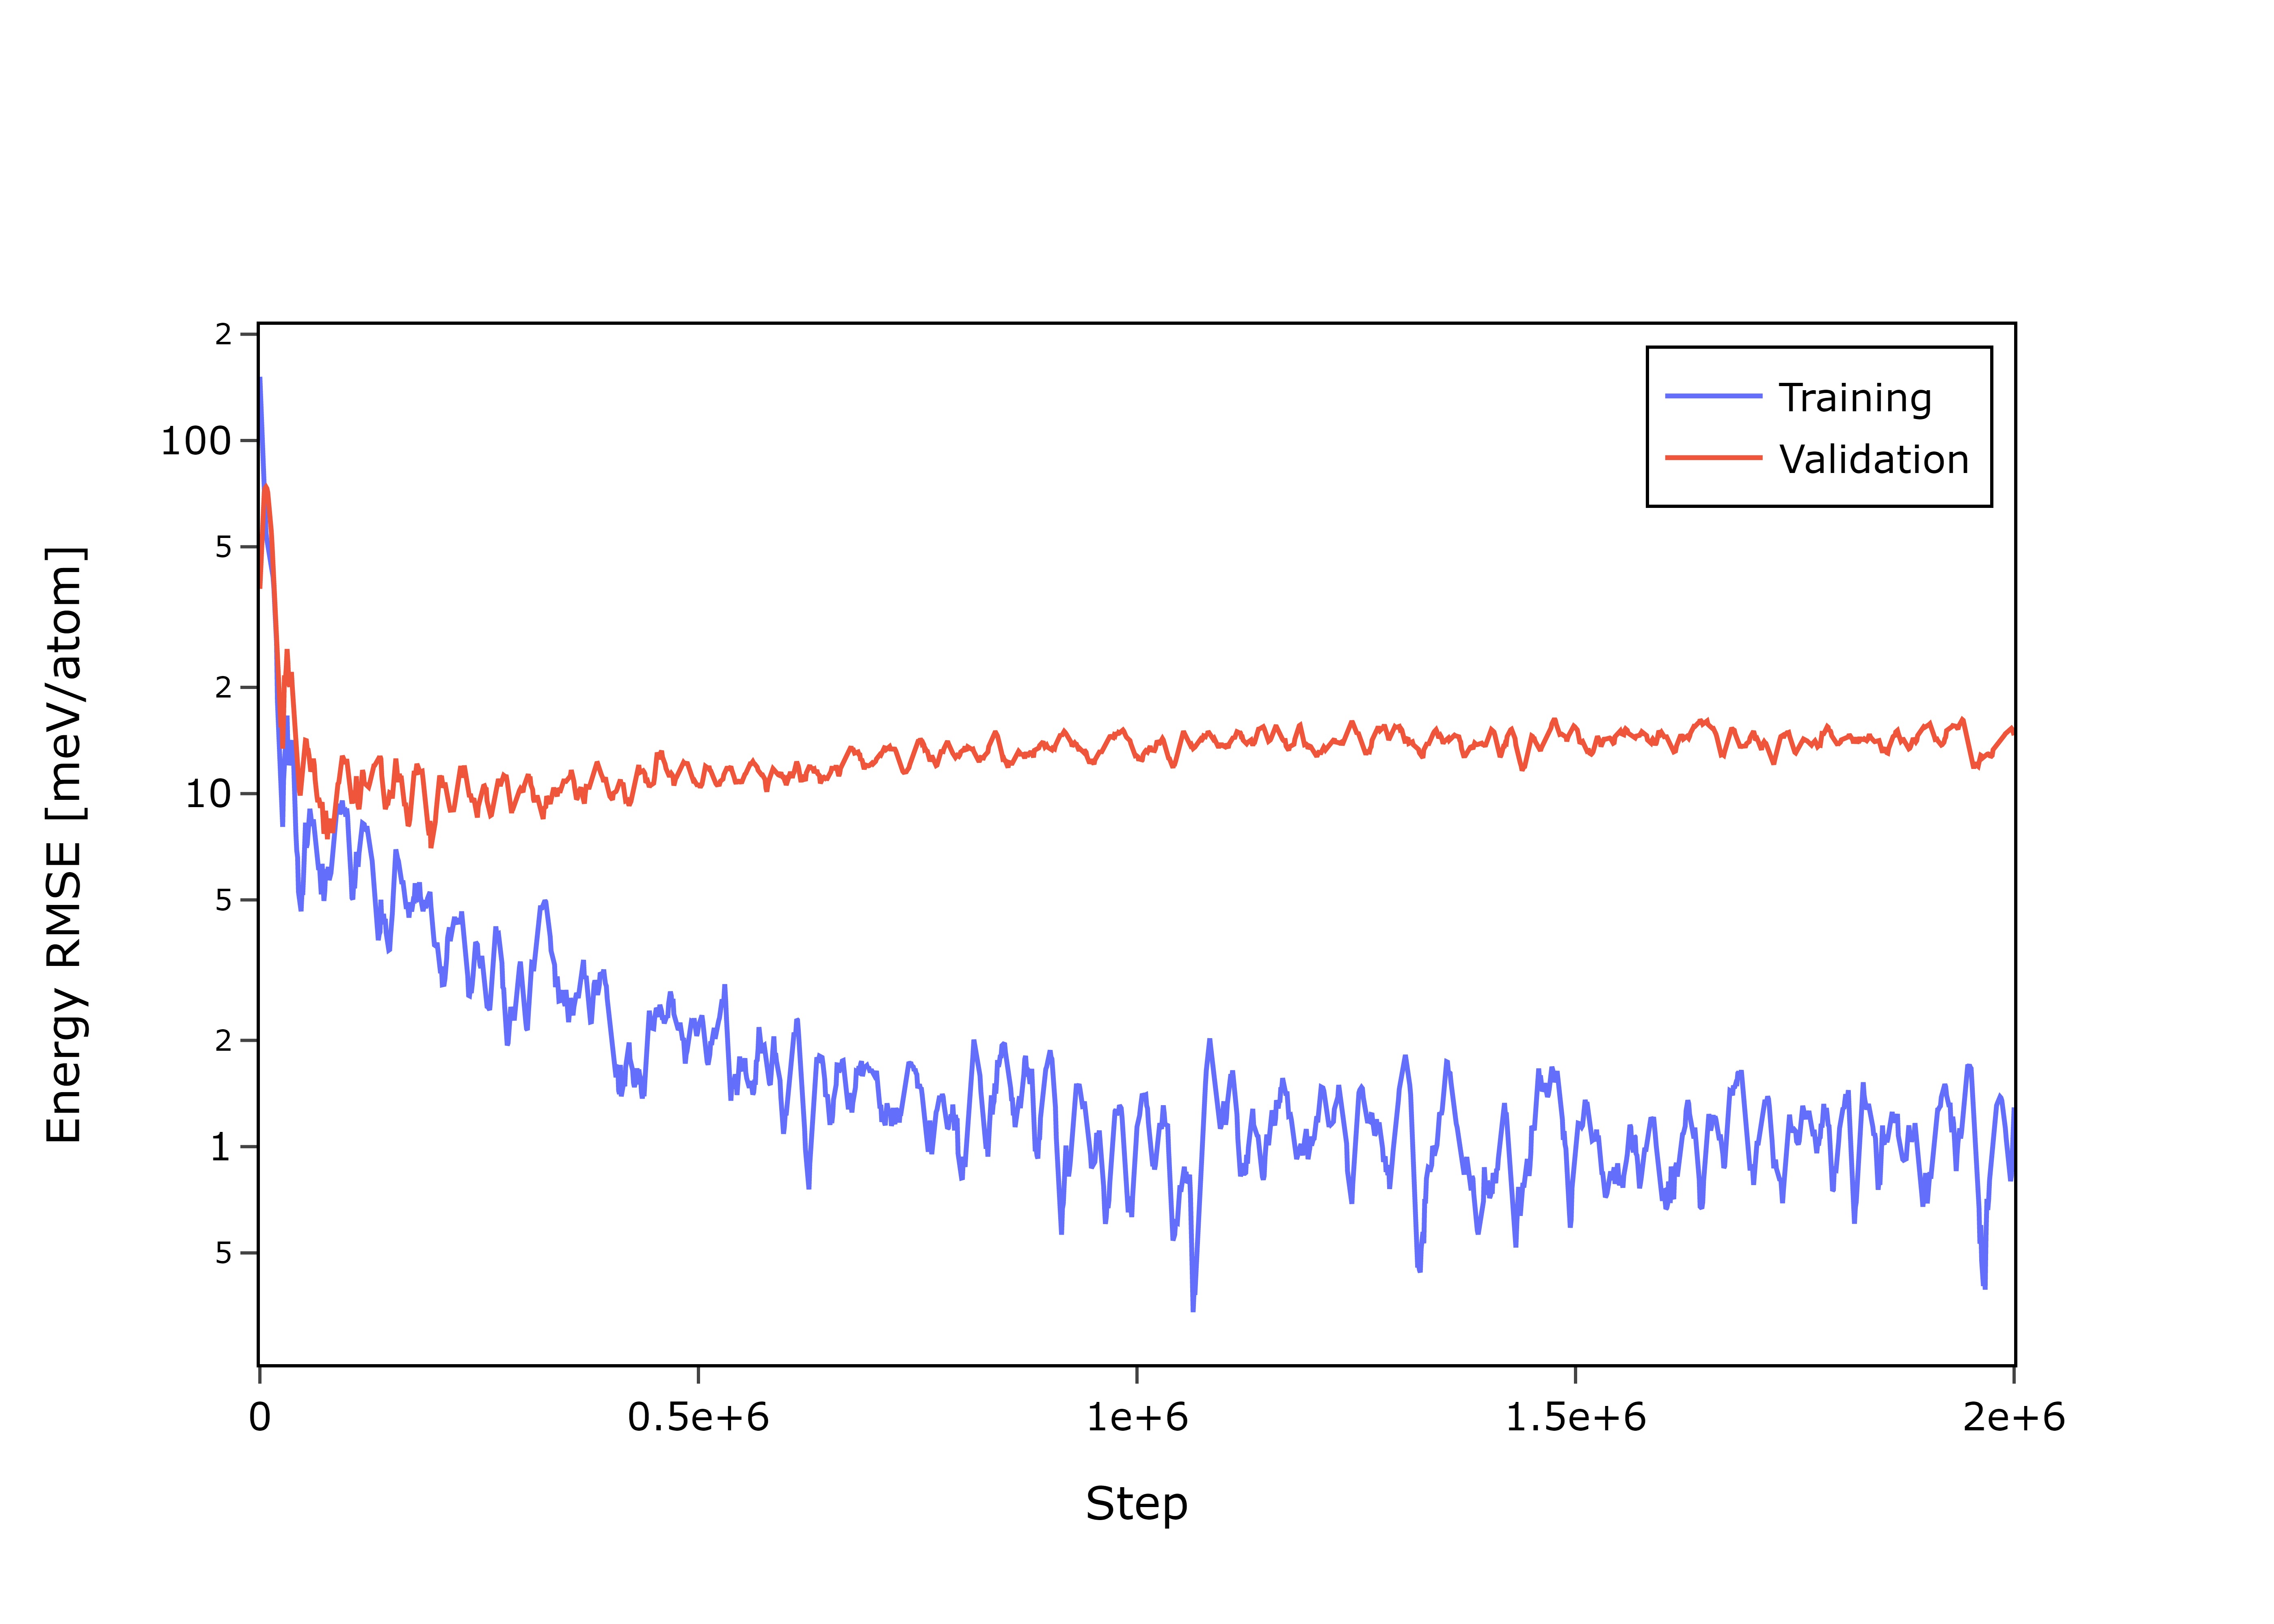 2
100
5
2
10
5
2
1
5
Energy RMSE [meV/atom]
Training
Validation
0
0.5e+6
1e+6
1.5e+6
2e+6
Step